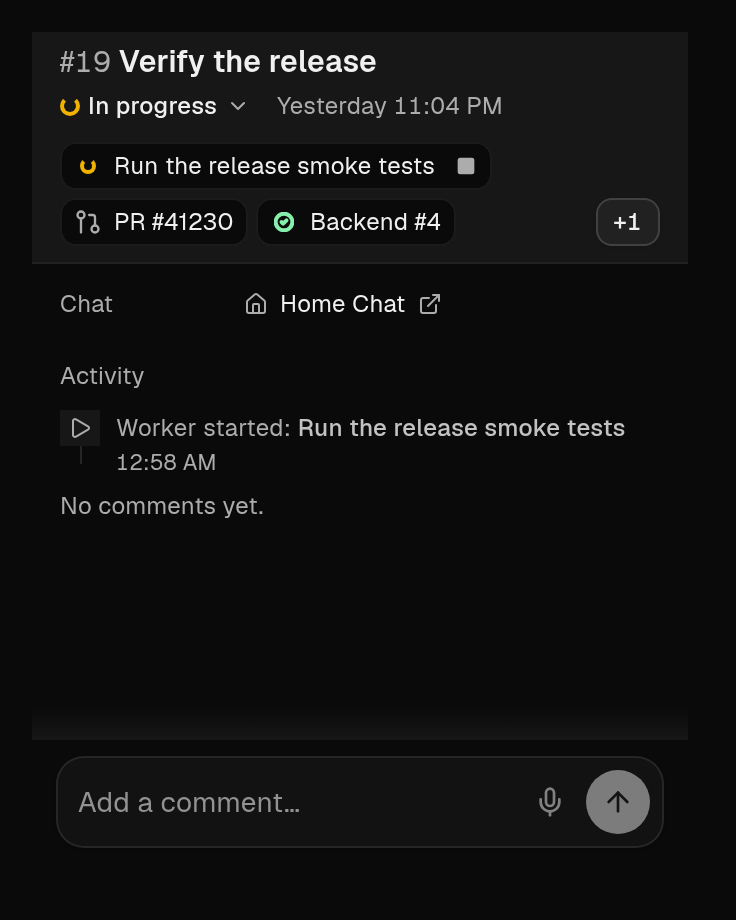 #19 Verify the release
In progress Yesterday 11:04 PM
Run the release smoke tests
PR #41230 Backend #4 +1
Chat Home Chat
Activity
Worker started: Run the release smoke tests
12:58 AM
No comments yet.
Add a comment…